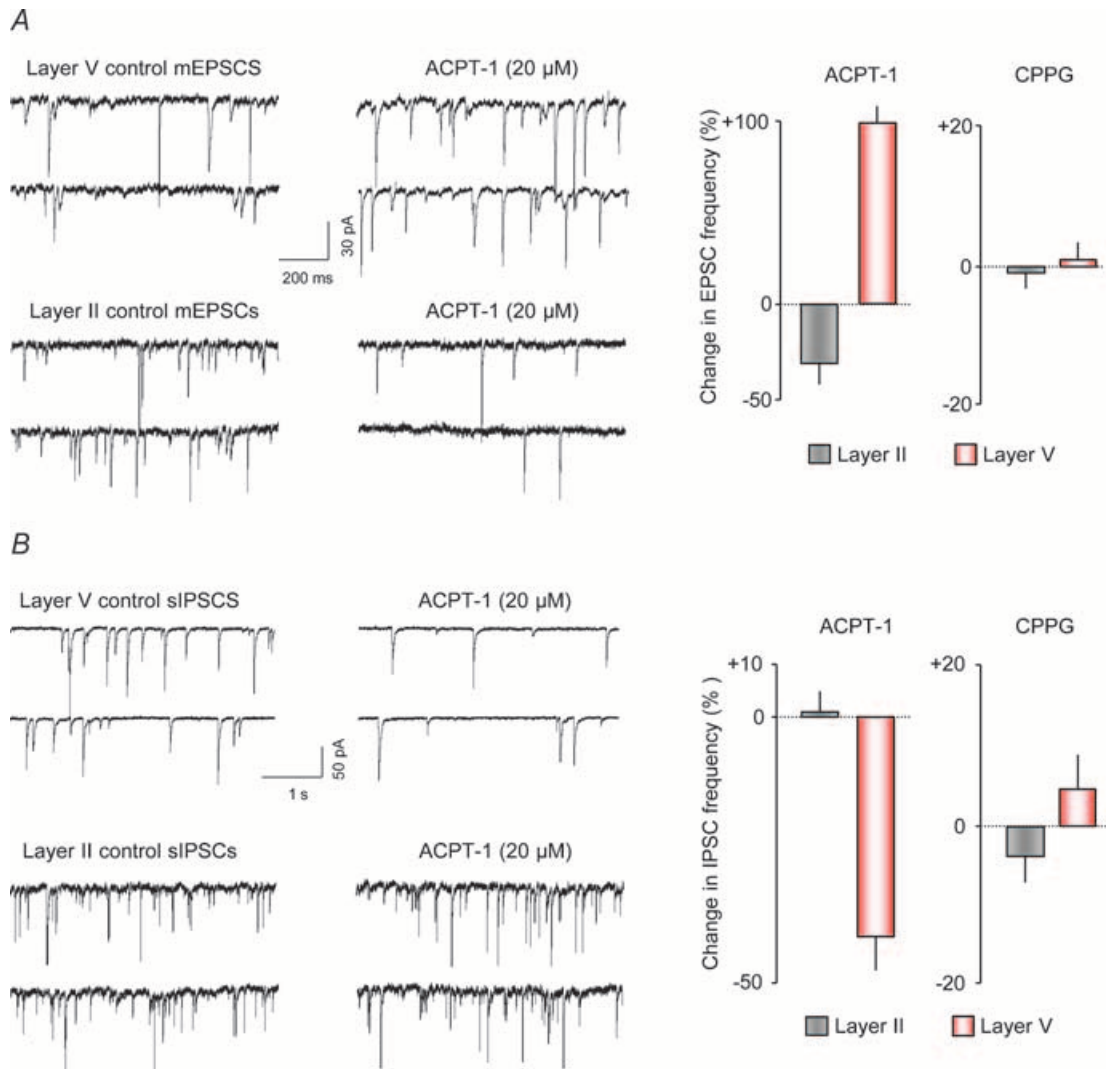 A
Layer V control mEPSCS
ACPT-1 (20 µM)
30 pA
200 ms
Layer II control mEPSCs
ACPT-1 (20 µM)
ACPT-1
CPPG
Change in EPSC frequency (%)
+100
0
-50
+20
0
-20
Layer II
Layer V
B
Layer V control sIPSCS
ACPT-1 (20 µM)
50 pA
1 s
Layer II control sIPSCs
ACPT-1 (20 µM)
ACPT-1
CPPG
Change in IPSC frequency (% )
+10
0
-50
+20
0
-20
Layer II
Layer V